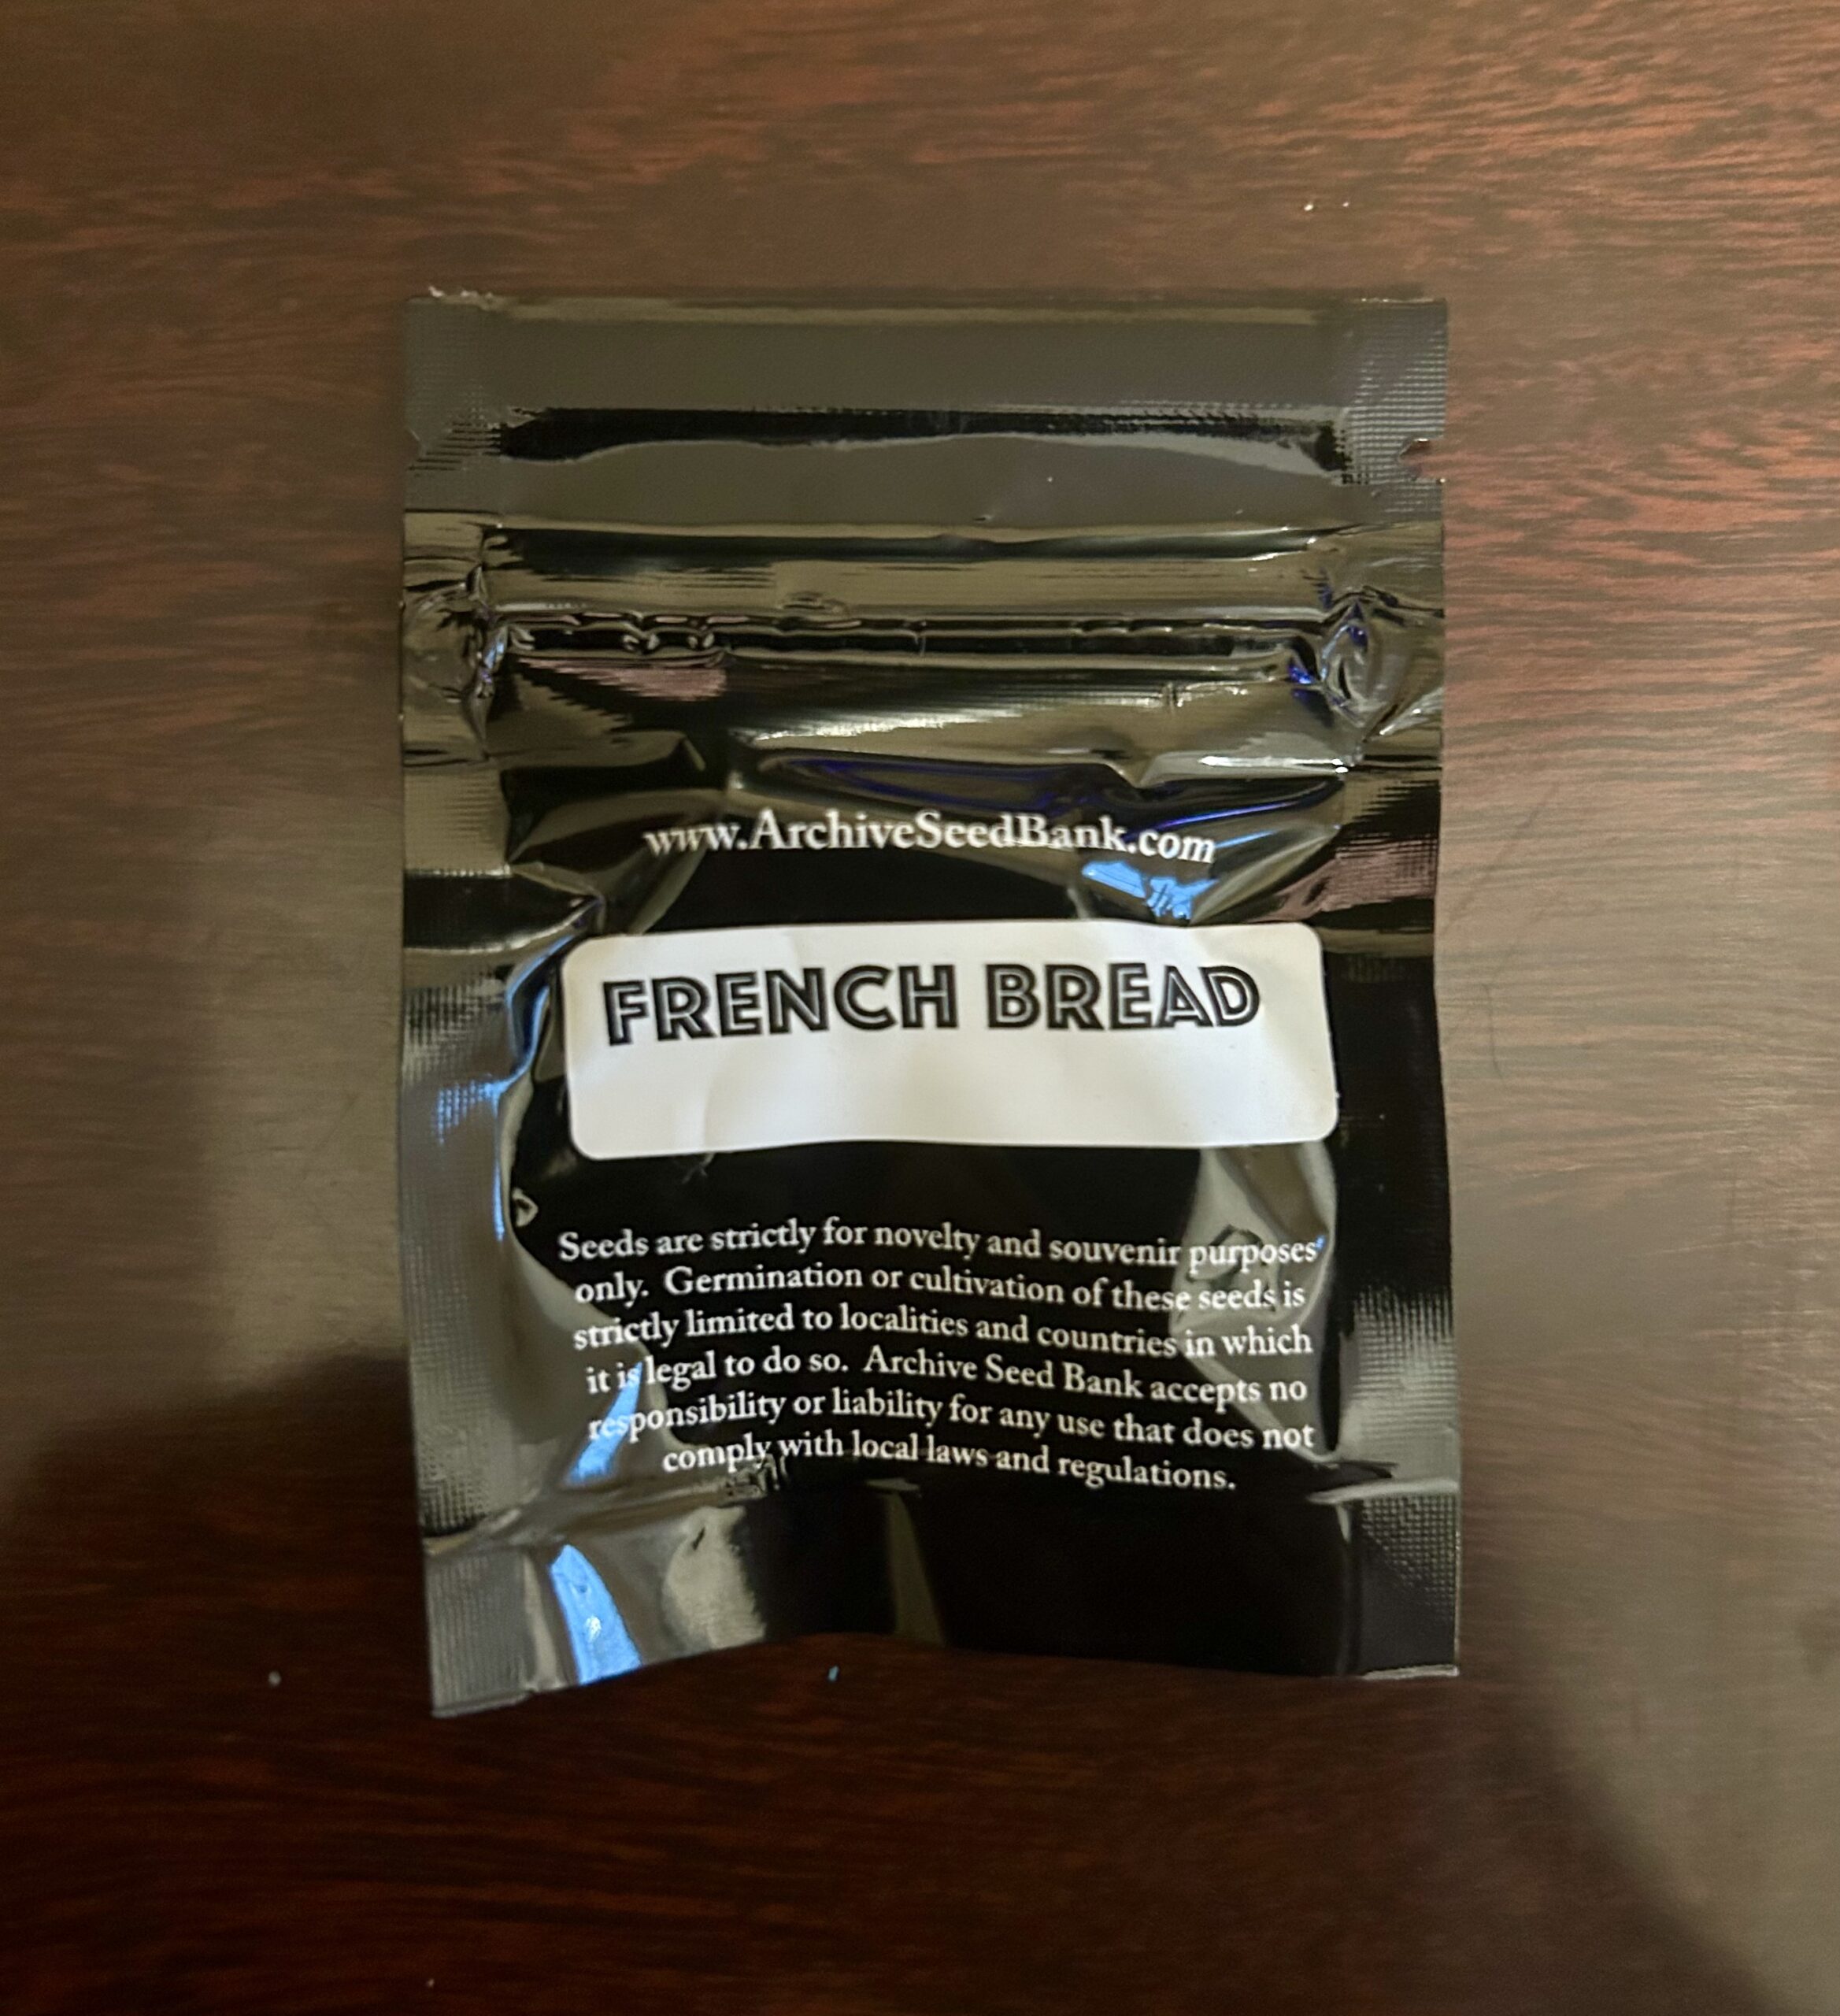 www.ArchiveSeedBank.com
FRENCH BREAD
Seeds are strictly for novelty and souvenir purposes
only. Germination or cultivation of these seeds is
strictly limited to localities and countries in which
it is legal to do so. Archive Seed Bank accepts no
responsibility or liability for any use that does not
comply with local laws and regulations.